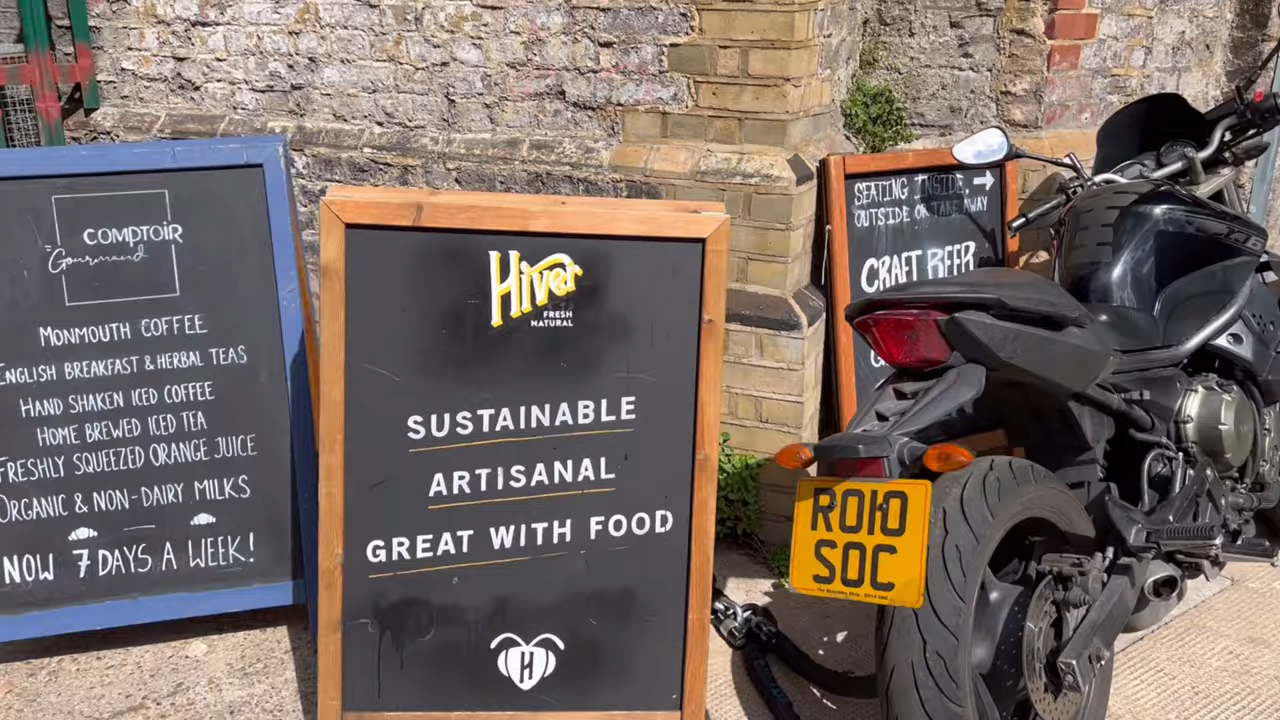 COMPTOIR
Gourmand
MONMOUTH COFFEE
ENGLISH BREAKFAST & HERBAL TEAS
HAND SHAKEN ICED COFFEE
HOME BREWED ICED TEA
FRESHLY SQUEEZED ORANGE JUICE
ORGANIC & NON-DAIRY MILKS
NOW 7 DAYS A WEEK!
Hiver
FRESH
NATURAL
SUSTAINABLE
ARTISANAL
GREAT WITH FOOD
H
SEATING INSIDE, →
OUTSIDE OR TAKE AWAY
CRAFT BEER
RO10
SOC